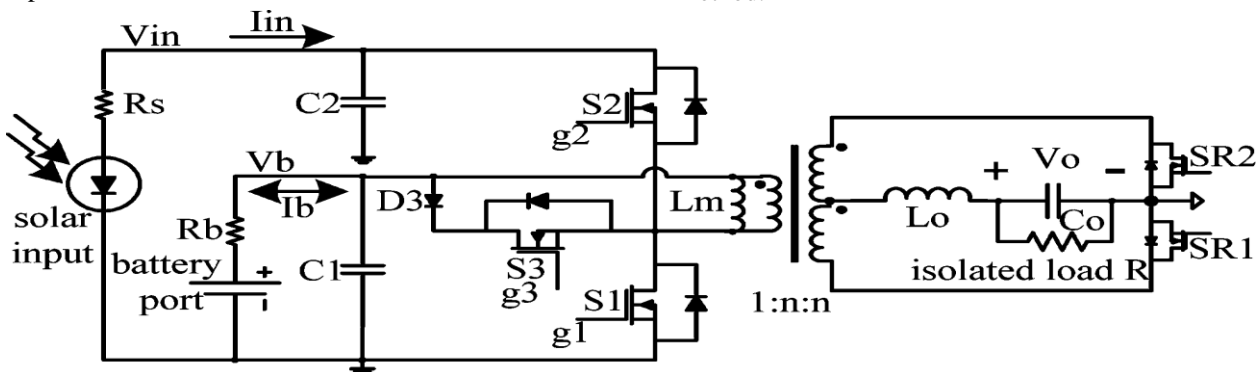 Vin
Iin
Rs
C2
S2
g2
solar
input
Vb
Ib
Rb
battery
port
+
-
D3
C1
S3
g3
Lm
S1
g1
1:n:n
+
Vo
-
Lo
Co
isolated load R
SR2
SR1